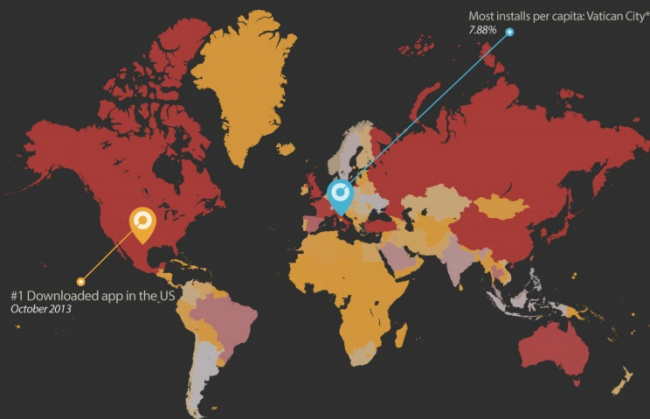 Most installs per capita: Vatican City*
7.88%
#1 Downloaded app in the US
October 2013